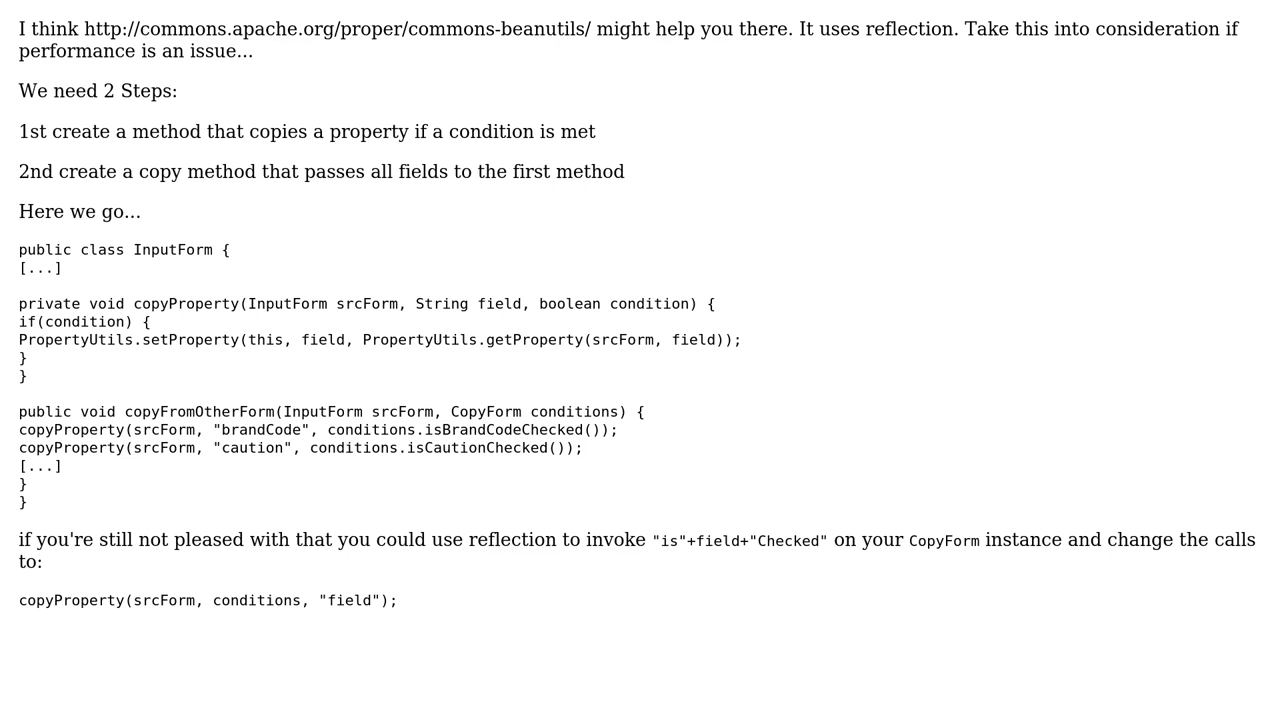 I think http://commons.apache.org/proper/commons-beanutils/ might help you there. It uses reflection. Take this into consideration if
performance is an issue...
We need 2 Steps:
1st create a method that copies a property if a condition is met
2nd create a copy method that passes all fields to the first method
Here we go...
public class InputForm {
[...]
private void copyProperty(InputForm srcForm, String field, boolean condition) {
if(condition) {
PropertyUtils.setProperty(this, field, PropertyUtils.getProperty(srcForm, field));
}
}
public void copyFromOtherForm(InputForm srcForm, CopyForm conditions) {
copyProperty(srcForm, "brandCode", conditions.isBrandCodeChecked());
copyProperty(srcForm, "caution", conditions.isCautionChecked());
[...]
}
}
if you're still not pleased with that you could use reflection to invoke "is"+field+"Checked" on your CopyForm instance and change the calls
to:
copyProperty(srcForm, conditions, "field");